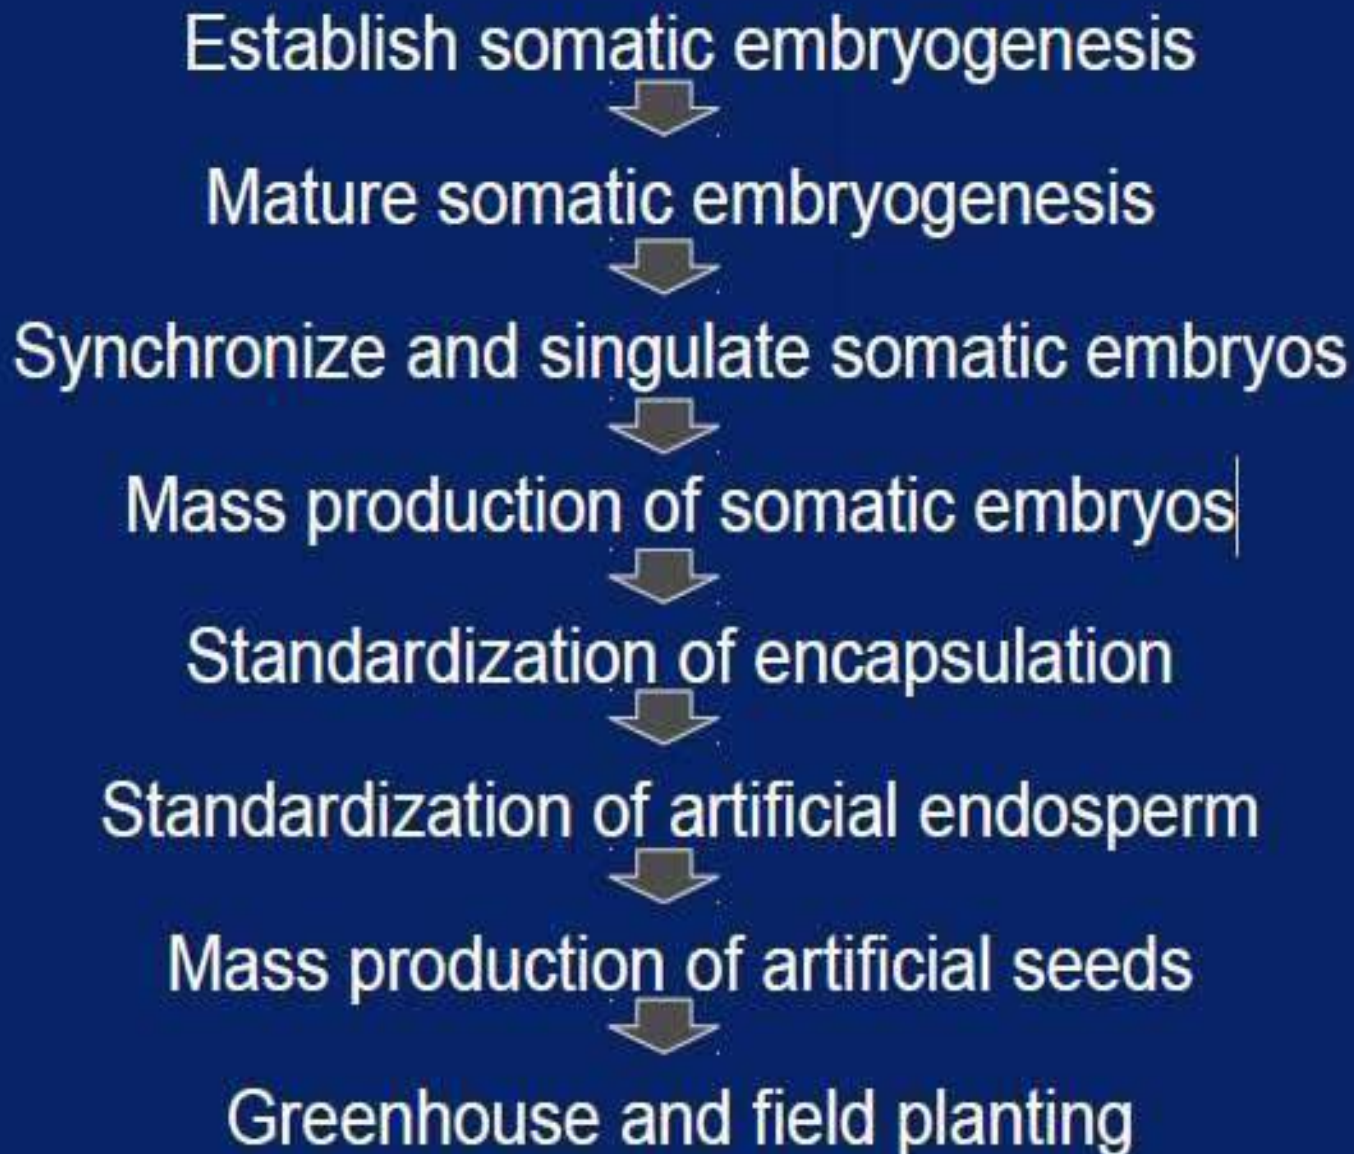 Establish somatic embryogenesis
Mature somatic embryogenesis
Synchronize and singulate somatic embryos
Mass production of somatic embryos
Standardization of encapsulation
Standardization of artificial endosperm
Mass production of artificial seeds
Greenhouse and field planting